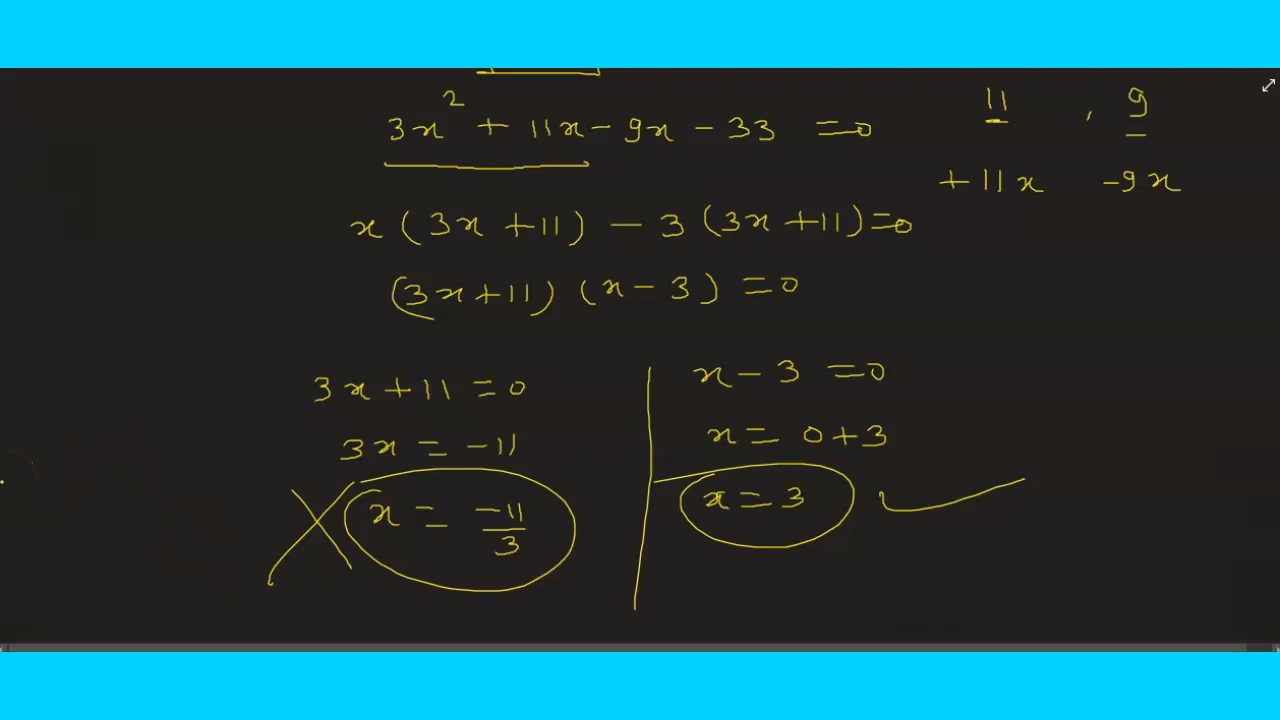 3x² + 11x - 9x - 33 = 0
11 , 9
+11x -9x
x (3x + 11) - 3 (3x + 11) = 0
(3x + 11) (x - 3) = 0
3x + 11 = 0
3x = -11
x = -11/3
x - 3 = 0
x = 0 + 3
x = 3